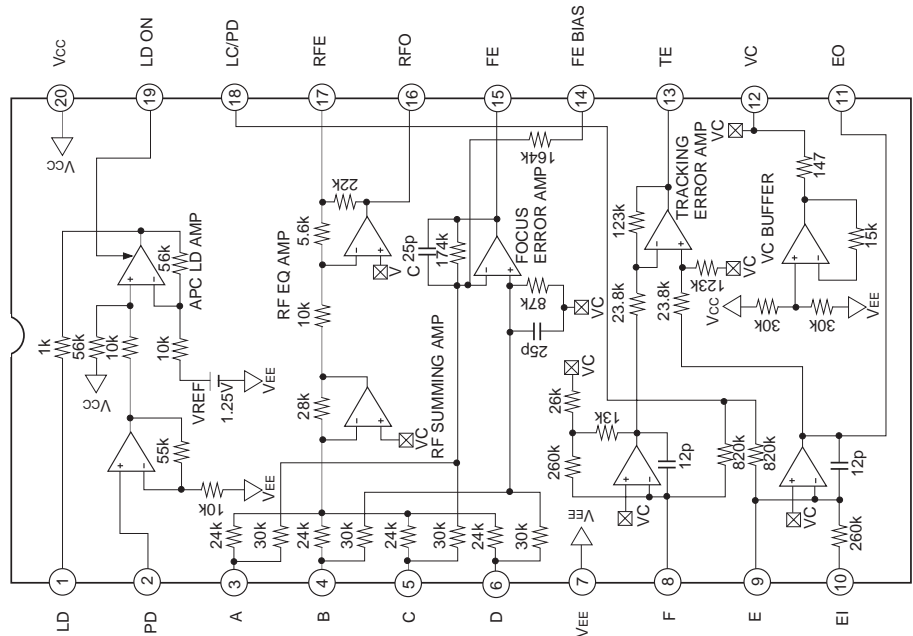 Vcc
LD ON
LC/PD
RFE
RFO
FE
FE BIAS
TE
VC
EO
20
19
18
17
16
15
14
13
12
11
Vcc
APC LD AMP
56k
1k
56k
10k
10k
Vcc
VREF
1.25V
VEE
55k
10k
VEE
RF EQ AMP
22k
5.6k
10k
VC
28k
RF SUMMING AMP
VC
C 25p
174k
FOCUS
ERROR AMP
164k
87k
25p
VC
123k
TRACKING
ERROR AMP
23.8k
23.8k
123k
VC
VC
147
VC BUFFER
15k
Vcc
30k
30k
VEE
VC
26k
13k
260k
VC
12p
820k
820k
VC
12p
260k
VEE
24k
30k
24k
30k
24k
30k
24k
30k
1
2
3
4
5
6
7
8
9
10
LD
PD
A
B
C
D
VEE
F
E
EI